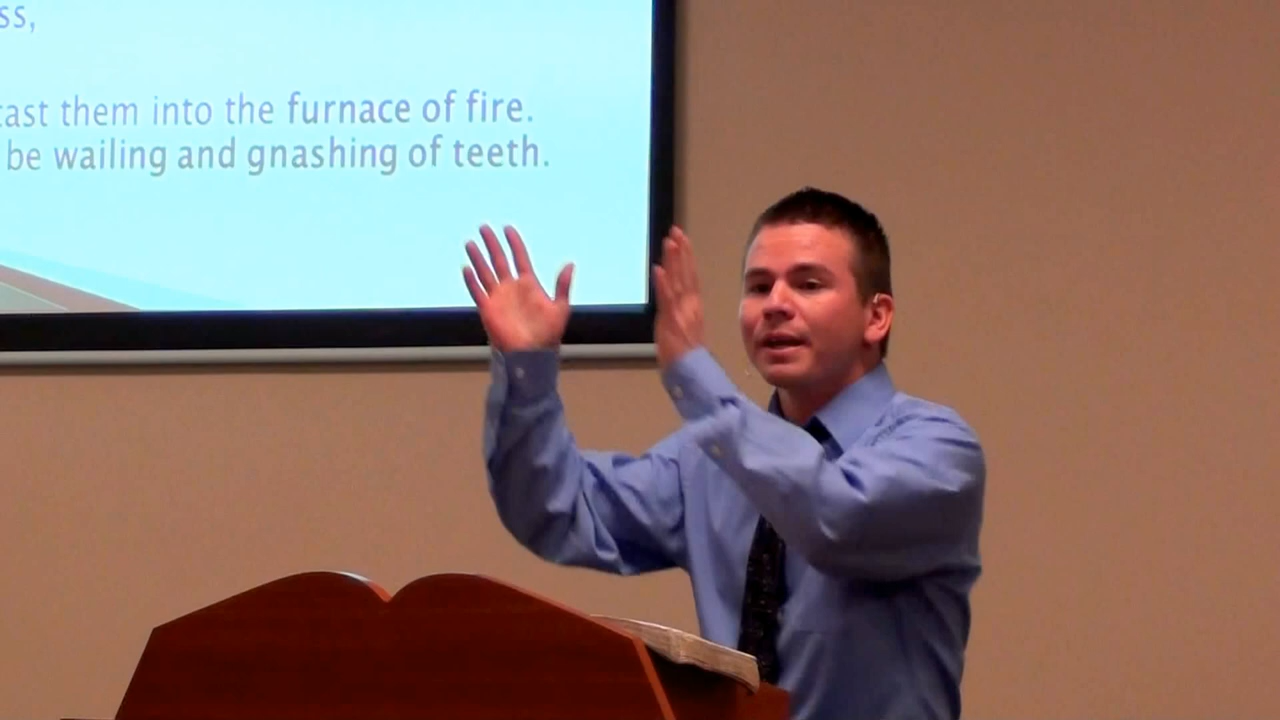 ss,
cast them into the furnace of fire.
be wailing and gnashing of teeth.